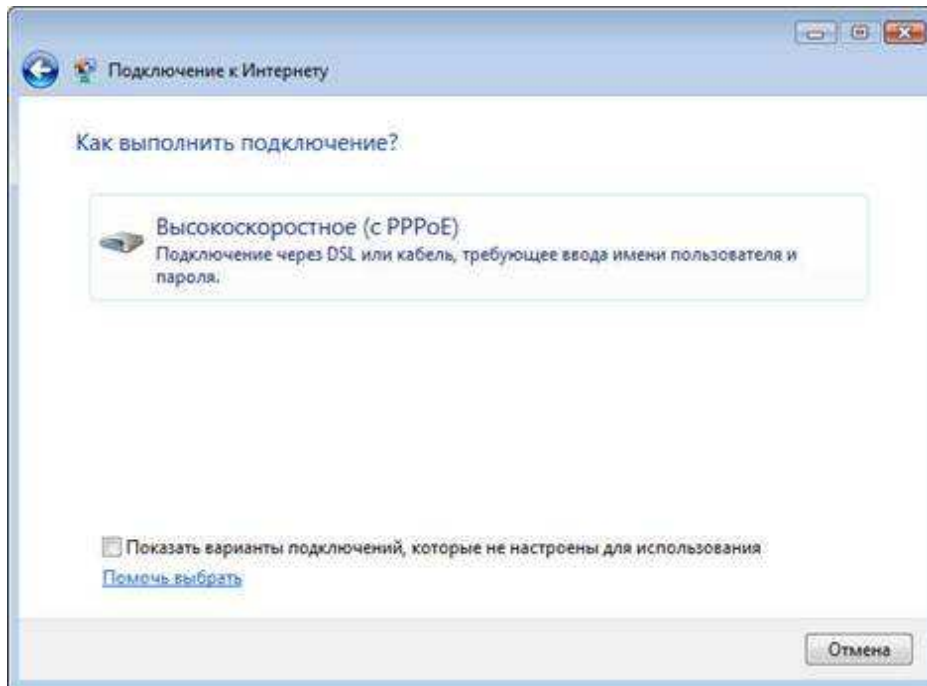 Подключение к Интернету
Как выполнить подключение?
Высокоскоростное (с PPPoE)
Подключение через DSL или кабель, требующее ввода имени пользователя и
пароля.
Показать варианты подключений, которые не настроены для использования
Помочь выбрать
Отмена